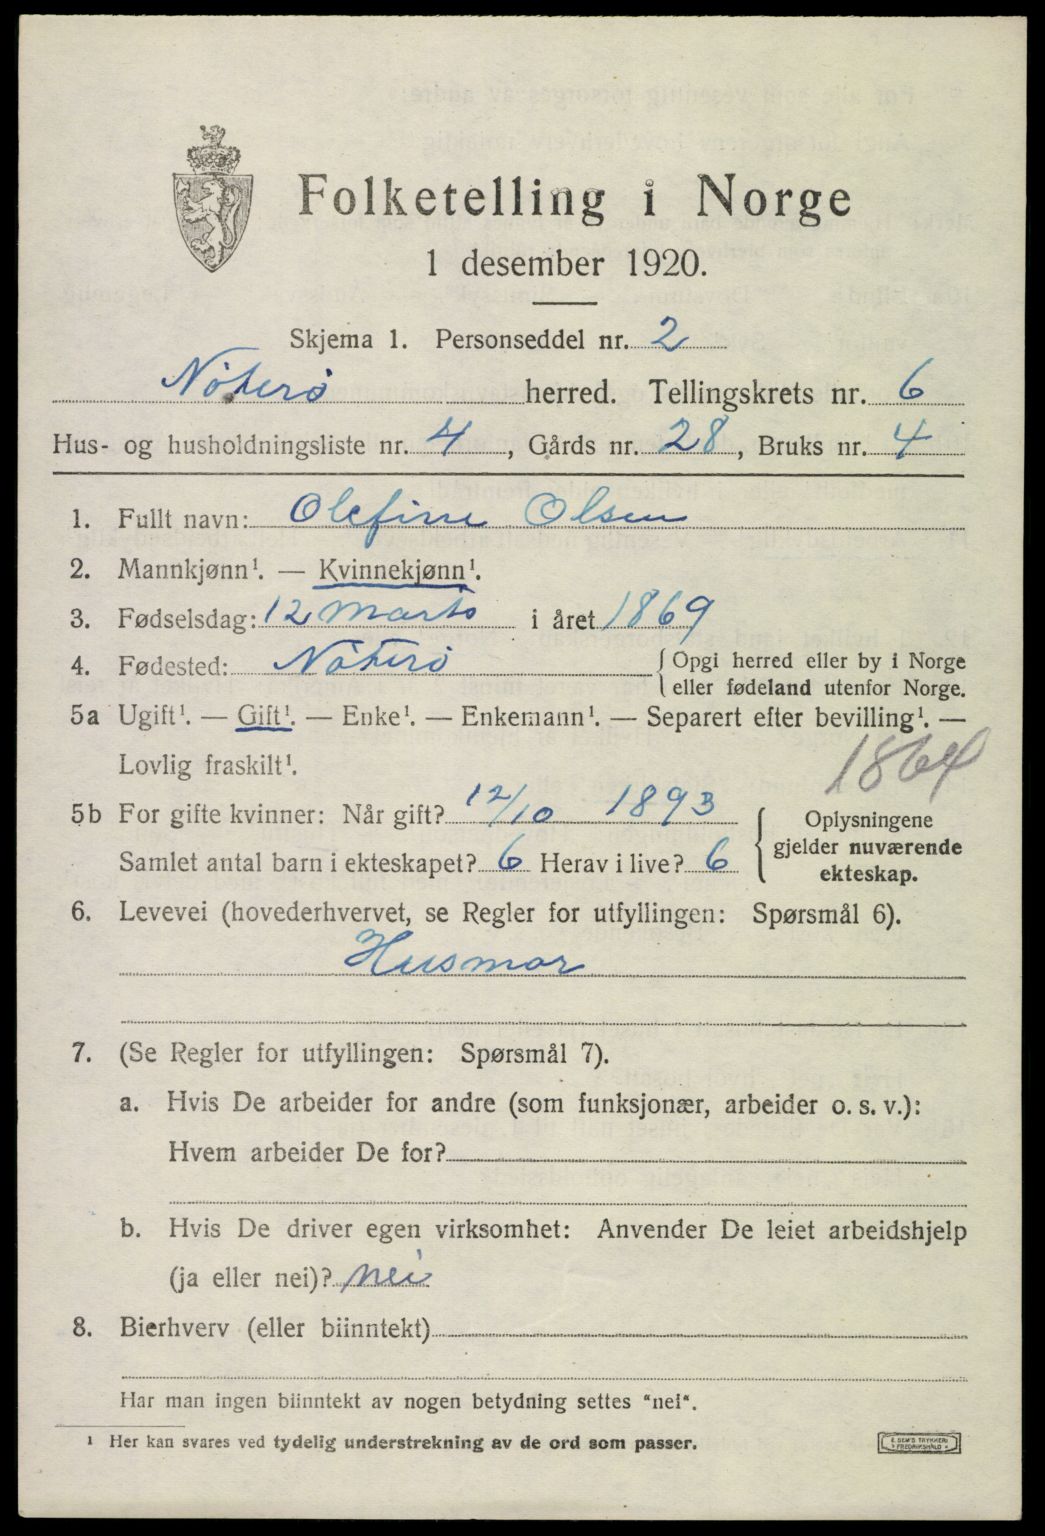 Folketelling i Norge
1 desember 1920.
Skjema 1. Personseddel nr. 2
Nøterø herred. Tellingskrets nr. 6
Hus- og husholdningsliste nr. 4, Gårds nr. 28, Bruks nr. 4
1. Fullt navn: Olefine Olsen
2. Mannkjønn¹. — Kvinnekjønn¹.
3. Fødselsdag: 12 marts i året 1869
4. Fødested: Nøterø { Opgi herred eller by i Norge
eller fødeland utenfor Norge.
5a Ugift¹. — Gift¹. — Enke¹. — Enkemann¹. — Separert efter bevilling¹. —
Lovlig fraskilt¹.
1864
5b For gifte kvinner: Når gift? 12/10 1893
Samlet antal barn i ekteskapet? 6 Herav i live? 6
{ Oplysningene
gjelder nuværende
ekteskap.
6. Levevei (hovederhvervet, se Regler for utfyllingen: Spørsmål 6).
Husmor
7. (Se Regler for utfyllingen: Spørsmål 7).
a. Hvis De arbeider for andre (som funksjonær, arbeider o. s. v.):
Hvem arbeider De for?
b. Hvis De driver egen virksomhet: Anvender De leiet arbeidshjelp
(ja eller nei)? nei
8. Bierhverv (eller biinntekt)
Har man ingen biinntekt av nogen betydning settes "nei".
¹ Her kan svares ved tydelig understrekning av de ord som passer.
E. SEM'S TRYKKERI
FREDRIKSHALD